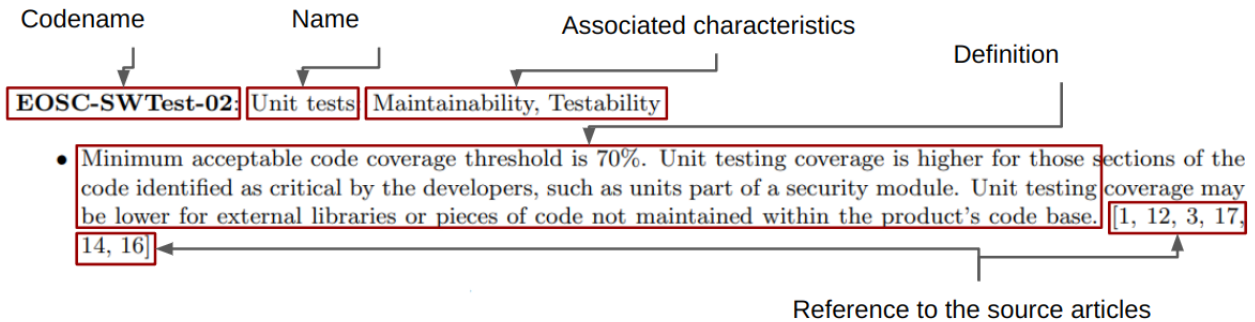 Codename
Name
Associated characteristics
Definition
EOSC-SWTest-02: Unit tests: Maintainability, Testability
• Minimum acceptable code coverage threshold is 70%. Unit testing coverage is higher for those sections of the
code identified as critical by the developers, such as units part of a security module. Unit testing coverage may
be lower for external libraries or pieces of code not maintained within the product's code base. [1, 12, 3, 17,
14, 16]
Reference to the source articles